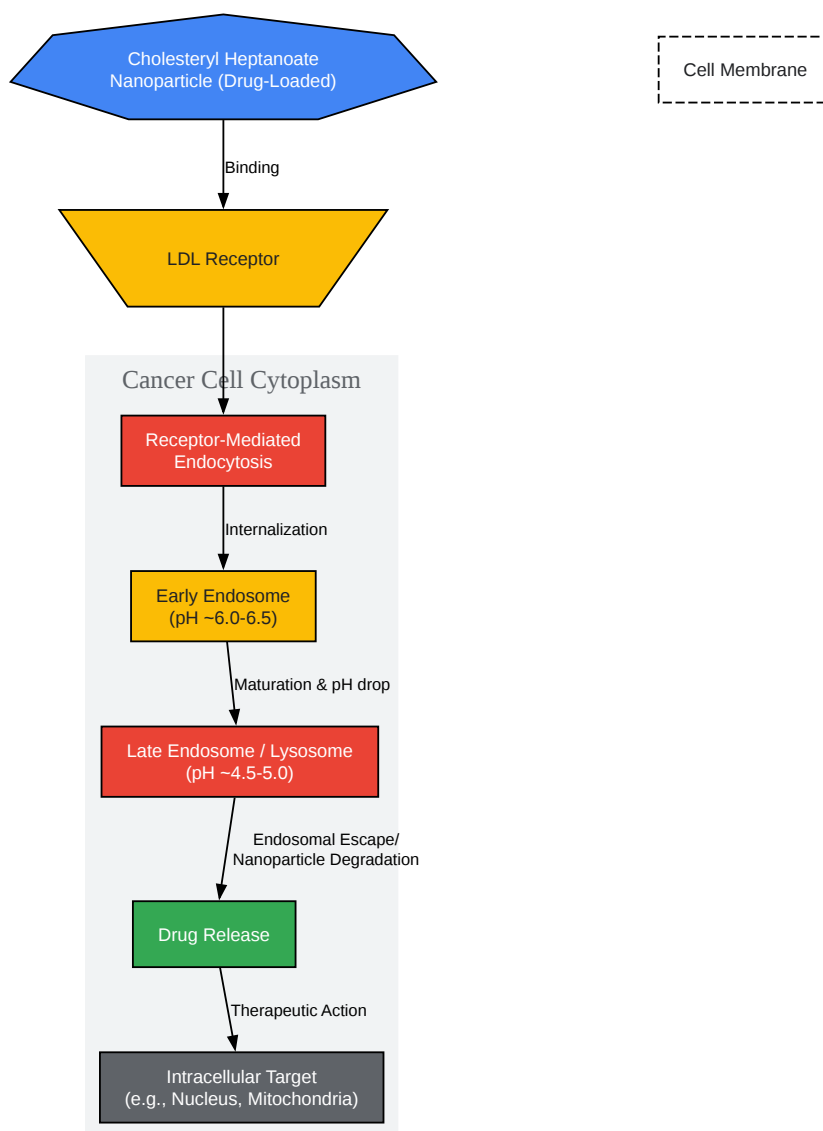 Cholesteryl Heptanoate
Nanoparticle (Drug-Loaded)
Cell Membrane
Binding
LDL Receptor
Cancer Cell Cytoplasm
Receptor-Mediated
Endocytosis
Internalization
Early Endosome
(pH ~6.0-6.5)
Maturation & pH drop
Late Endosome / Lysosome
(pH ~4.5-5.0)
Endosomal Escape/
Nanoparticle Degradation
Drug Release
Therapeutic Action
Intracellular Target
(e.g., Nucleus, Mitochondria)